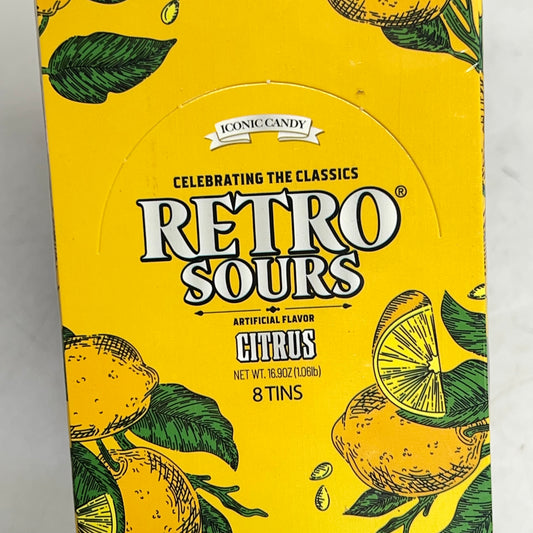 ICONIC CANDY
CELEBRATING THE CLASSICS
RETRO®
SOURS
ARTIFICIAL FLAVOR
CITRUS
NET WT. 16.9OZ (1.06lb)
8 TINS